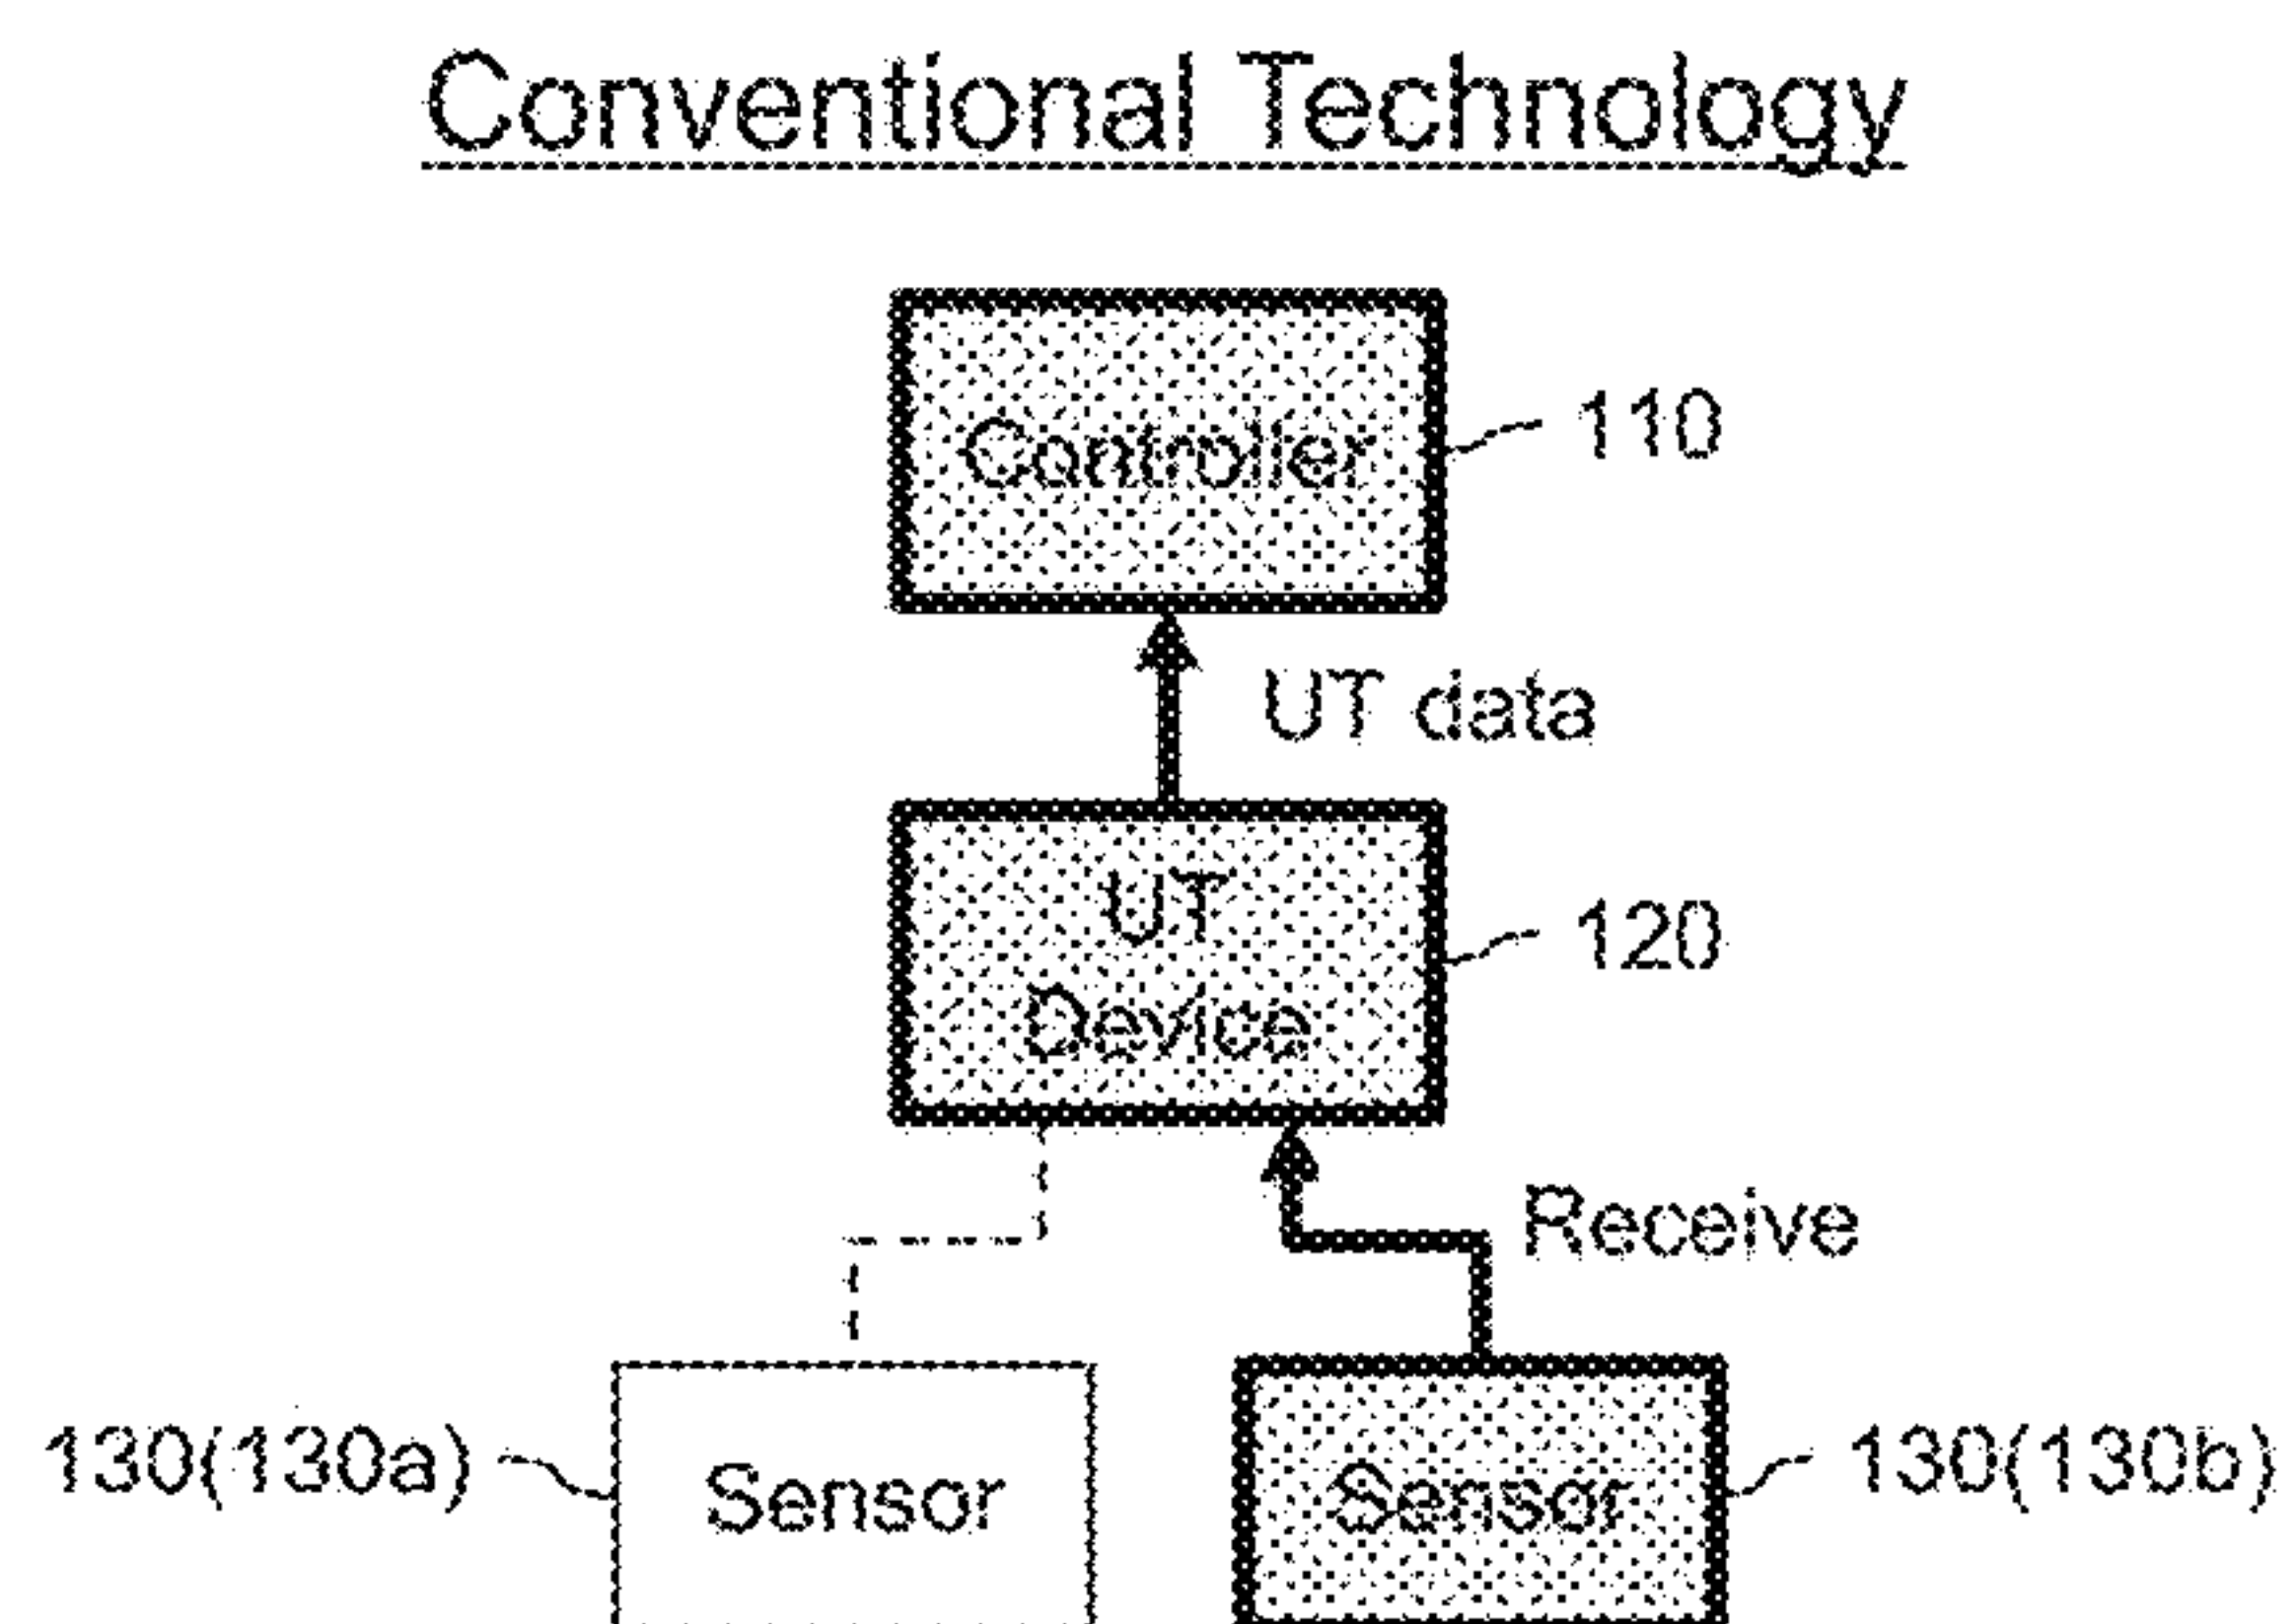 Conventional Technology
Controller
110
UT data
UT
Device
120
Receive
130(130a)
Sensor
Sensor
130(130b)